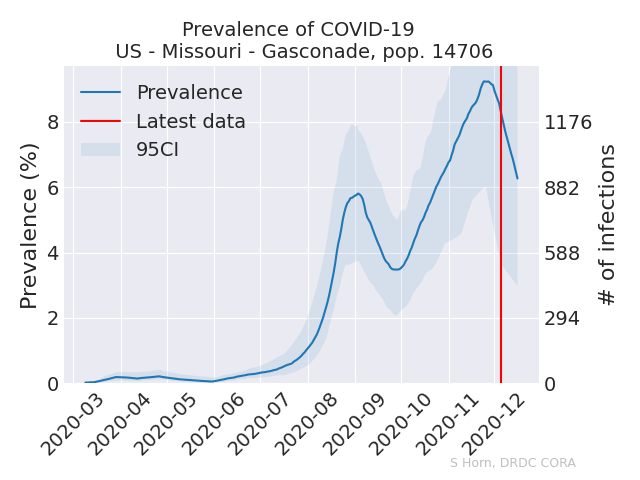 Prevalence of COVID-19
US - Missouri - Gasconade, pop. 14706
Prevalence
Latest data
95CI
Prevalence (%)
8
6
4
2
0
1176
882
588
294
0
# of infections
2020-03
2020-04
2020-05
2020-06
2020-07
2020-08
2020-09
2020-10
2020-11
2020-12
S Horn, DRDC CORA